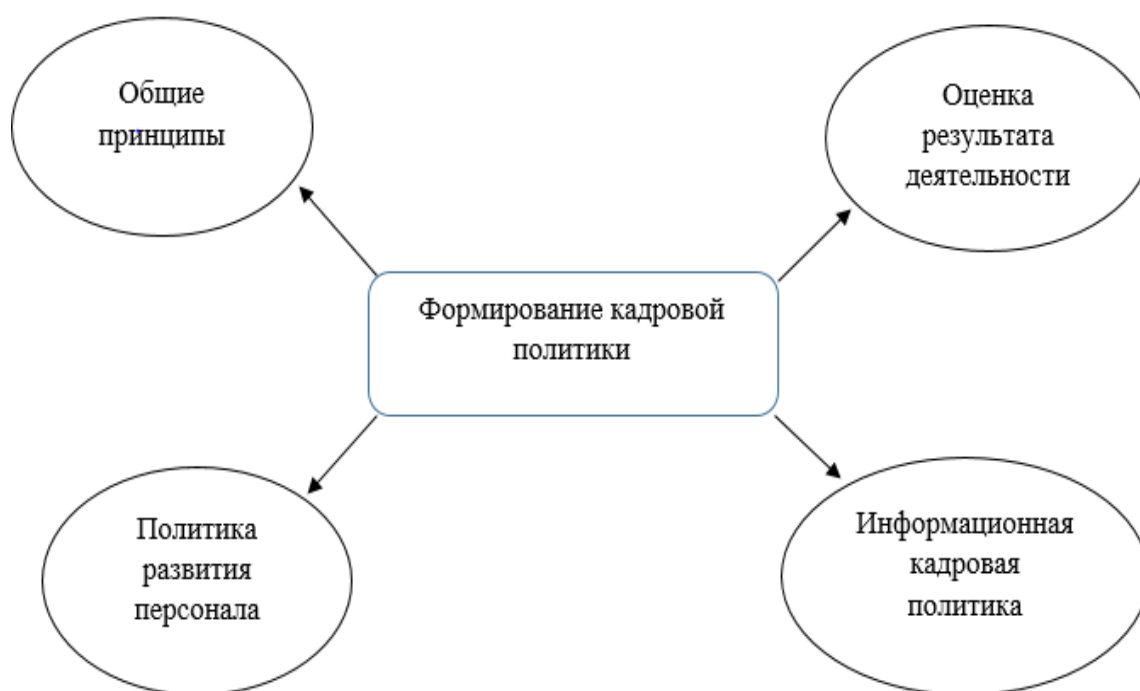 Общие
принципы
Оценка
результата
деятельности
Формирование кадровой
политики
Политика
развития
персонала
Информационная
кадровая
политика